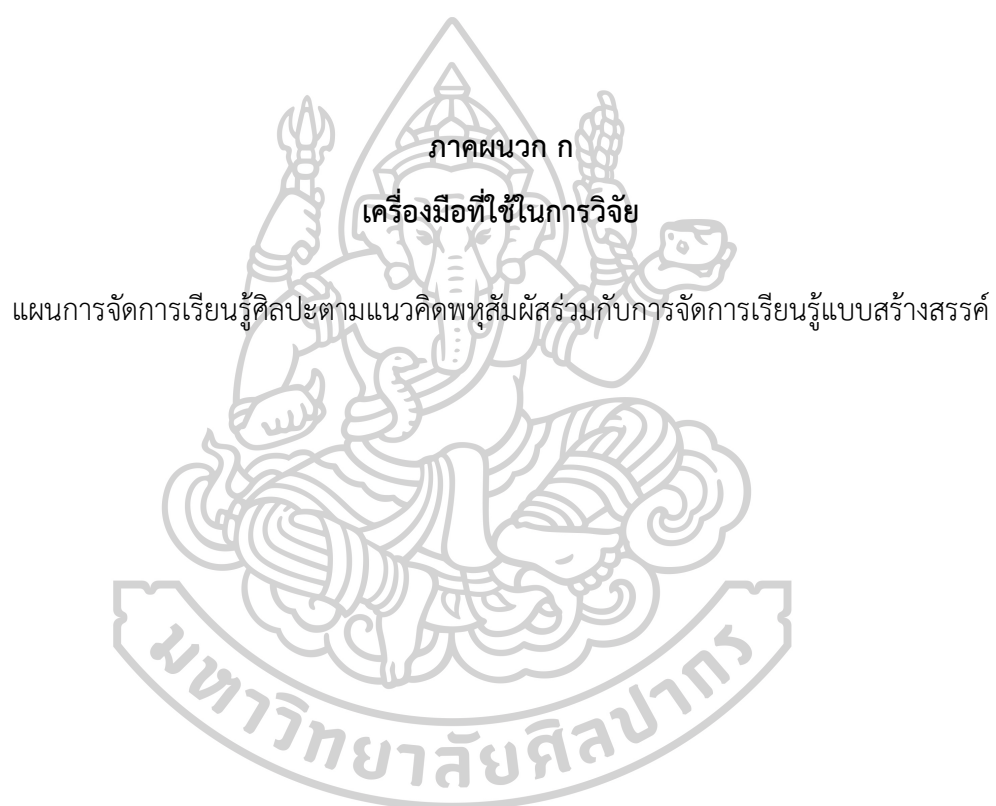 ภาคผนวก ก
เครื่องมือที่ใช้ในการวิจัย
แผนการจัดการเรียนรู้ศิลปะตามแนวคิดพหุสัมผัสร่วมกับการจัดการเรียนรู้แบบสร้างสรรค์
มหาวิทยาลัยศิลปากร